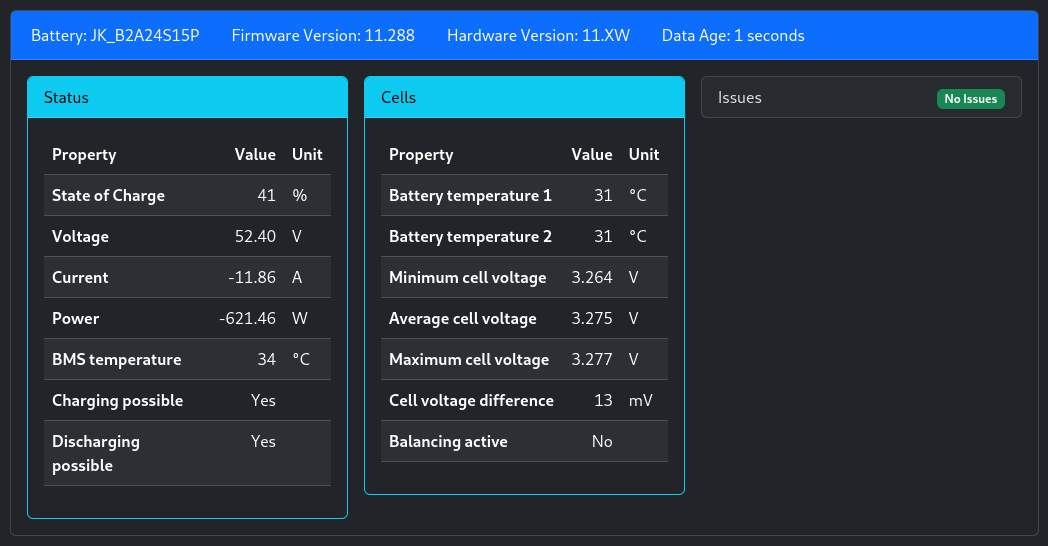 Battery: JK_B2A24S15P Firmware Version: 11.288 Hardware Version: 11.XW Data Age: 1 seconds
Status
Property Value Unit
State of Charge 41 %
Voltage 52.40 V
Current -11.86 A
Power -621.46 W
BMS temperature 34 °C
Charging possible Yes
Discharging Yes
possible
Cells
Property Value Unit
Battery temperature 1 31 °C
Battery temperature 2 31 °C
Minimum cell voltage 3.264 V
Average cell voltage 3.275 V
Maximum cell voltage 3.277 V
Cell voltage difference 13 mV
Balancing active No
Issues No Issues